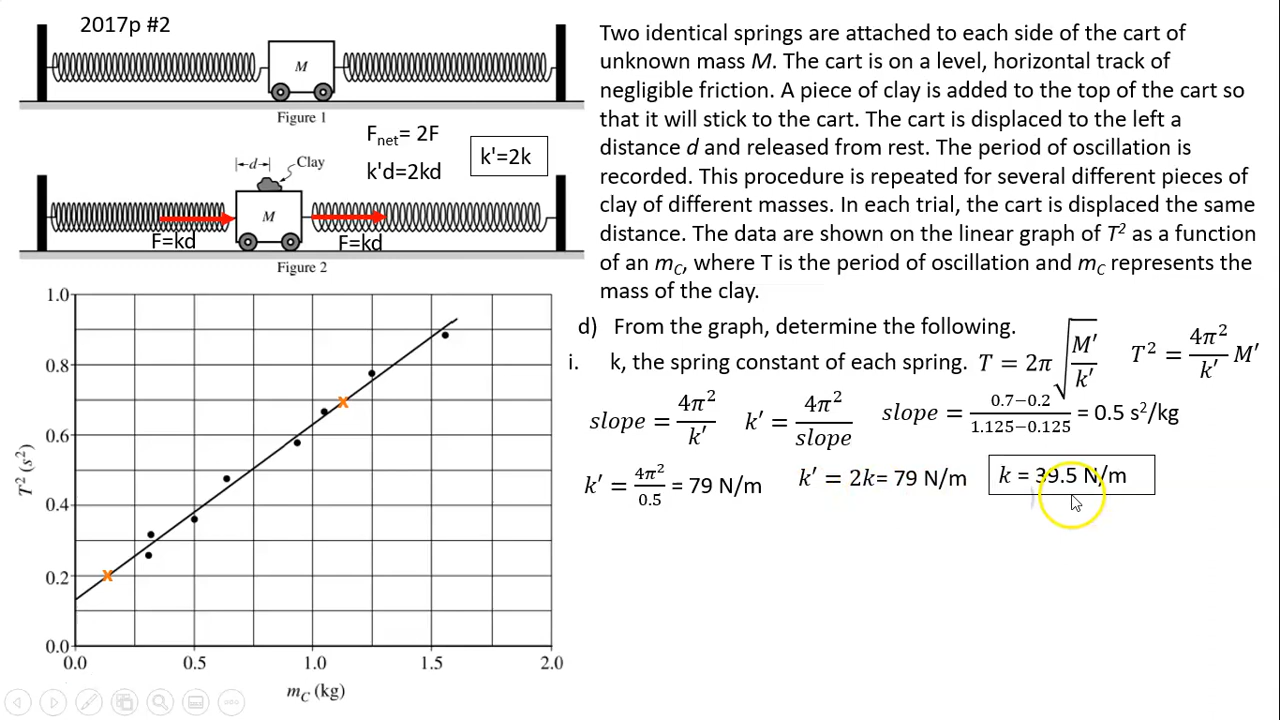 2017p #2
M
Figure 1
F_net= 2F
k'd=2kd
k'=2k
d
Clay
M
F=kd
F=kd
Figure 2
Two identical springs are attached to each side of the cart of
unknown mass M. The cart is on a level, horizontal track of
negligible friction. A piece of clay is added to the top of the cart so
that it will stick to the cart. The cart is displaced to the left a
distance d and released from rest. The period of oscillation is
recorded. This procedure is repeated for several different pieces of
clay of different masses. In each trial, the cart is displaced the same
distance. The data are shown on the linear graph of T² as a function
of an m_C, where T is the period of oscillation and m_C represents the
mass of the clay.
d) From the graph, determine the following.
i. k, the spring constant of each spring. T = 2π√(M'/k') T² = 4π²/k' M'
slope = 4π²/k' k' = 4π²/slope slope = 0.7−0.2/1.125−0.125 = 0.5 s²/kg
k' = 4π²/0.5 = 79 N/m k' = 2k= 79 N/m k = 39.5 N/m
1.0
0.8
0.6
0.4
0.2
0.0
T² (s²)
0.0 0.5 1.0 1.5 2.0
m_C (kg)